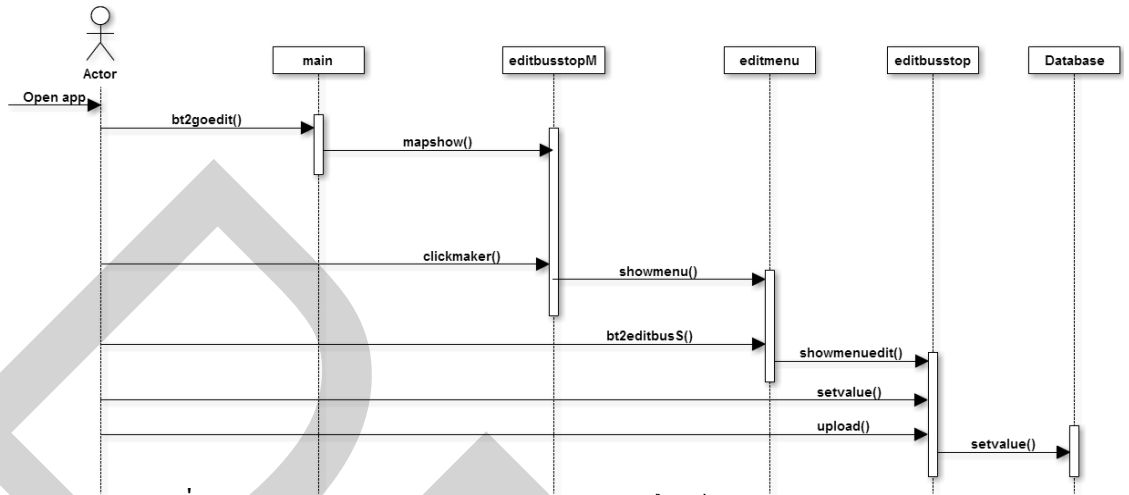 main
editbusstopM
editmenu
editbusstop
Database
Actor
Open app
bt2goedit()
mapshow()
clickmaker()
showmenu()
bt2editbusS()
showmenuedit()
setvalue()
upload()
setvalue()